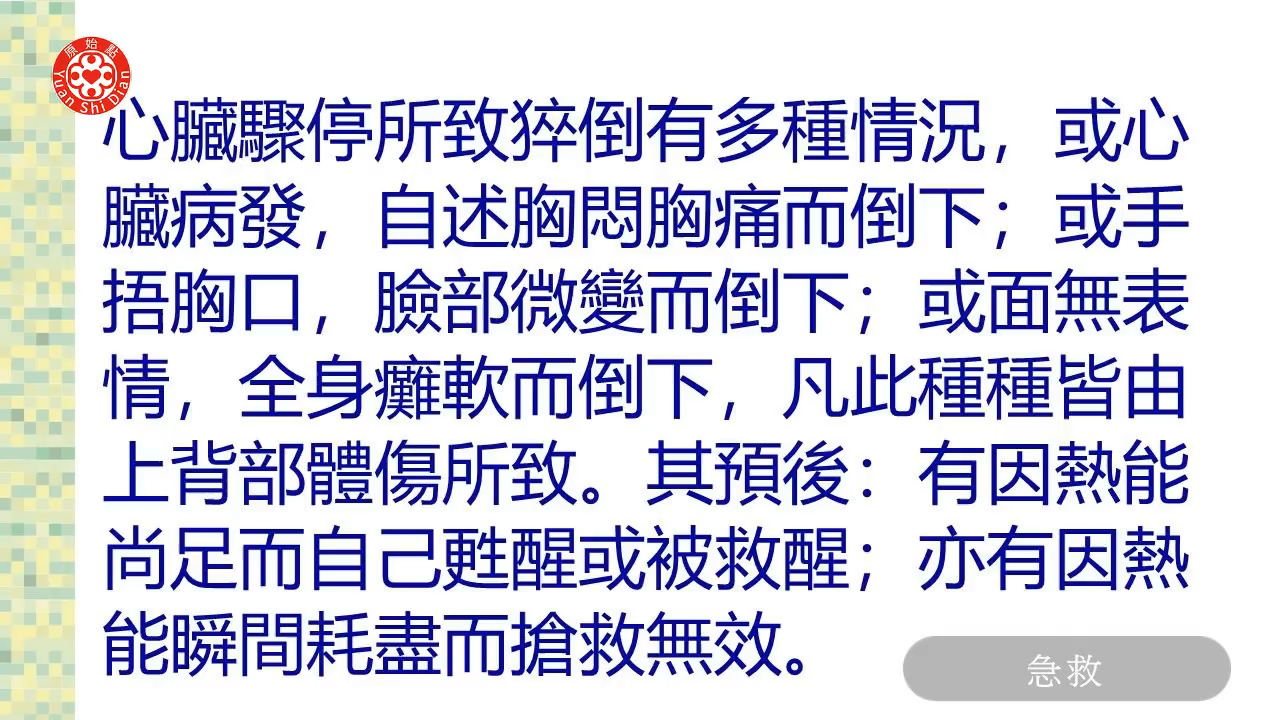 原始點
Yuan Shi Dian
心臟驟停所致猝倒有多種情況，或心
臟病發，自述胸悶胸痛而倒下；或手
捂胸口，臉部微變而倒下；或面無表
情，全身癱軟而倒下，凡此種種皆由
上背部體傷所致。其預後：有因熱能
尚足而自己甦醒或被救醒；亦有因熱
能瞬間耗盡而搶救無效。
急救